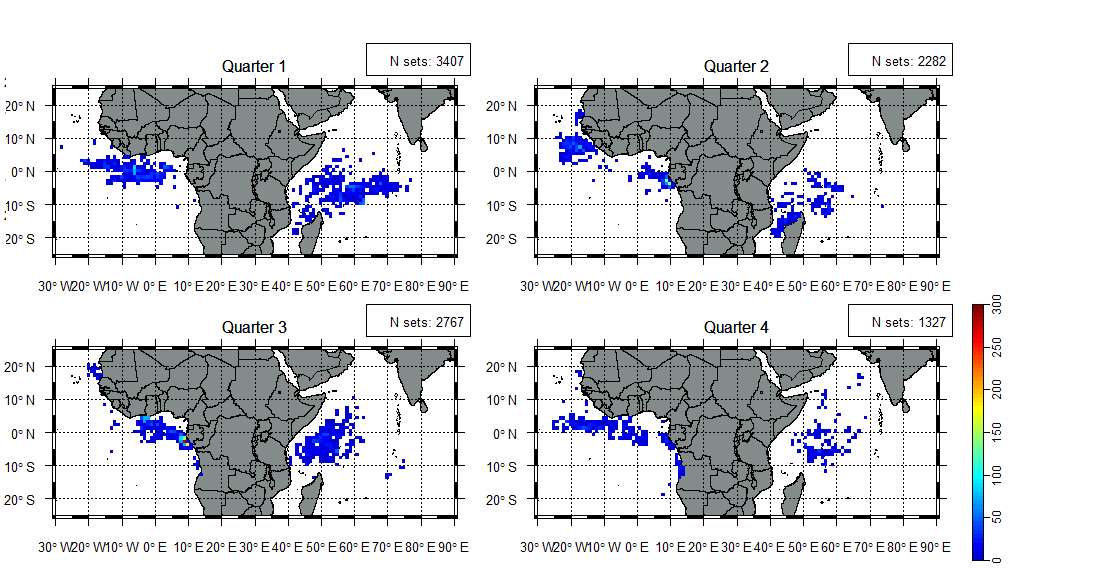 N sets: 3407
N sets: 2282
Quarter 1
Quarter 2
20° N
20° N
10° N
10° N
0° N
0° N
10° S
10° S
20° S
20° S
30° W20° W10° W 0° E 10° E 20° E 30° E 40° E 50° E 60° E 70° E 80° E 90° E
30° W20° W10° W 0° E 10° E 20° E 30° E 40° E 50° E 60° E 70° E 80° E 90° E
N sets: 2767
N sets: 1327
Quarter 3
Quarter 4
20° N
20° N
10° N
10° N
0° N
0° N
10° S
10° S
20° S
20° S
30° W20° W10° W 0° E 10° E 20° E 30° E 40° E 50° E 60° E 70° E 80° E 90° E
30° W20° W10° W 0° E 10° E 20° E 30° E 40° E 50° E 60° E 70° E 80° E 90° E
300
250
200
150
100
50
0